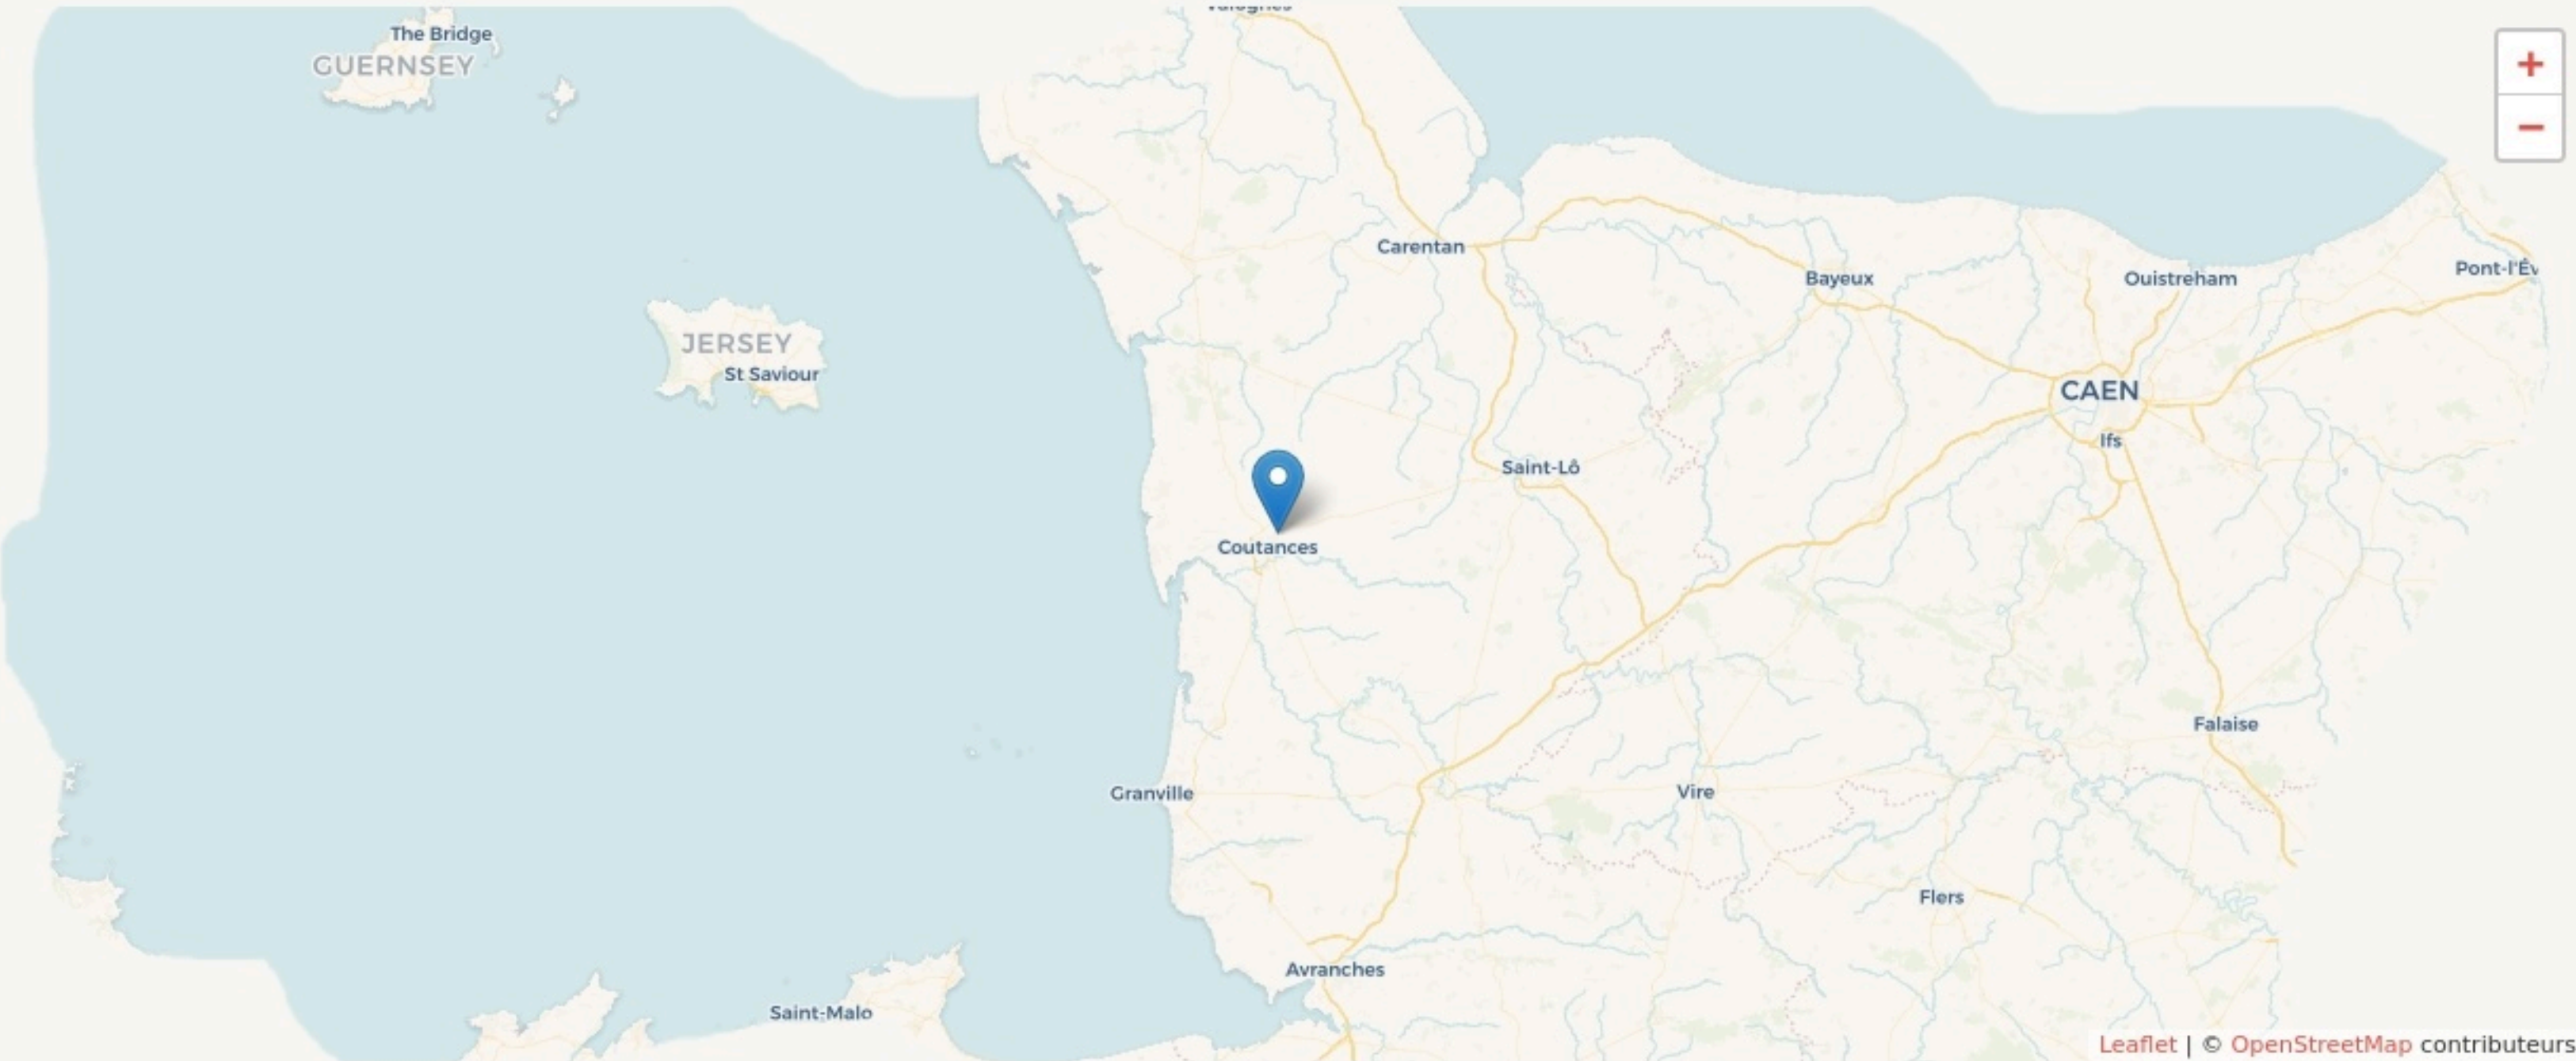 The Bridge
GUERNSEY
+
−
Carentan
Bayeux
Ouistreham
JERSEY
St Saviour
CAEN
Ifs
Saint-Lô
Coutances
Falaise
Granville
Vire
Flers
Avranches
Saint-Malo
Leaflet | © OpenStreetMap contributeurs